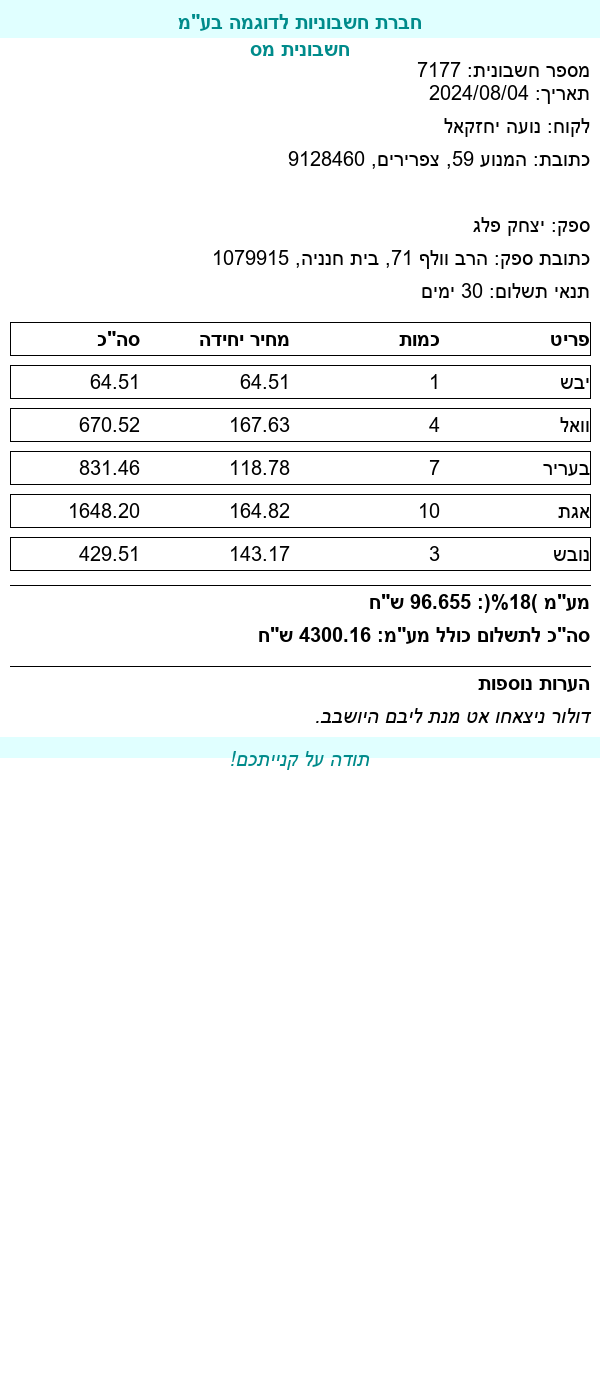 חברת חשבוניות לדוגמה בע"מ
חשבונית מס
מספר חשבונית: 7177
תאריך: 2024/08/04
לקוח: נועה יחזקאל
כתובת: המנוע 59, צפרירים, 9128460
ספק: יצחק פלג
כתובת ספק: הרב וולף 71, בית חנניה, 1079915
תנאי תשלום: 30 ימים
פריט כמות מחיר יחידה סה"כ
יבש 1 64.51 64.51
וואל 4 167.63 670.52
בעריר 7 118.78 831.46
אגת 10 164.82 1648.20
נובש 3 143.17 429.51
מע"מ )18%(: 96.655 ש"ח
סה"כ לתשלום כולל מע"מ: 4300.16 ש"ח
הערות נוספות
דולור ניצאחו אט מנת ליבם היושבב.
תודה על קנייתכם!